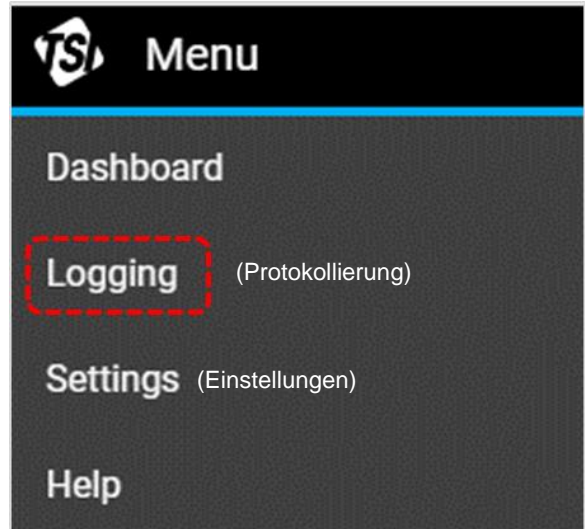 TSI Menu
Dashboard
Logging (Protokollierung)
Settings (Einstellungen)
Help